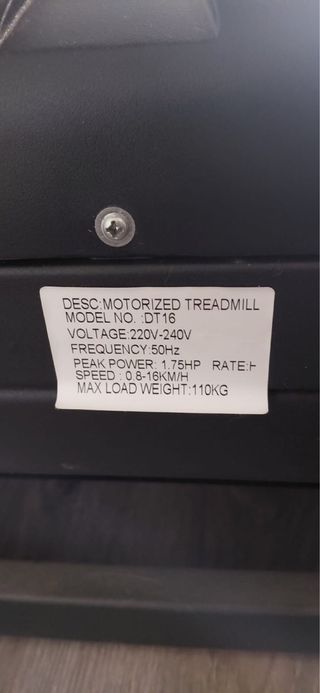 DESC:MOTORIZED TREADMILL
MODEL NO. :DT16
VOLTAGE:220V-240V
FREQUENCY:50Hz
PEAK POWER: 1.75HP RATE:H
SPEED : 0.8-16KM/H
MAX LOAD WEIGHT:110KG